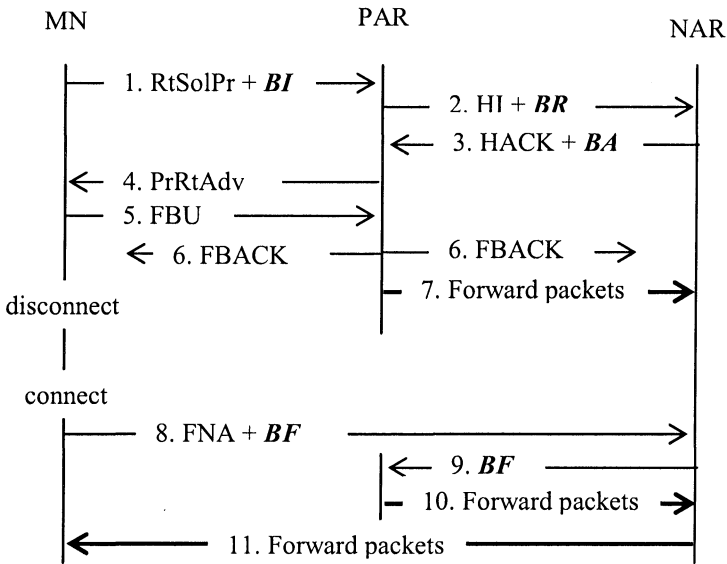 MN
PAR
NAR
1. RtSolPr + BI
2. HI + BR
3. HACK + BA
4. PrRtAdv
5. FBU
6. FBACK
6. FBACK
7. Forward packets
disconnect
connect
8. FNA + BF
9. BF
10. Forward packets
11. Forward packets